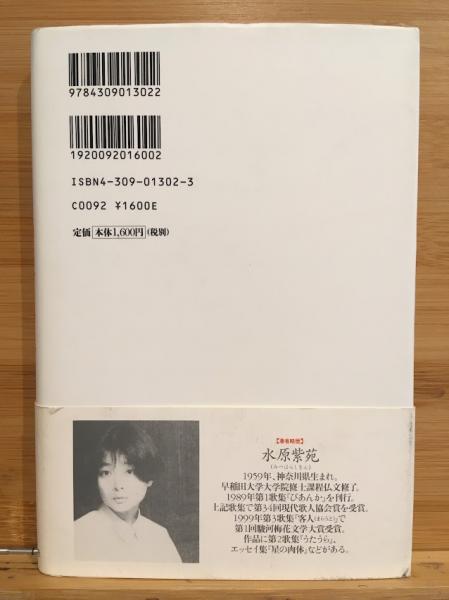 9784309013022
1920092016002
ISBN4-309-01302-3
C0092 ¥1600E
定価 本体1,600円(税別)
【著者略歴】
水原紫苑
(みずはらしおん)
1959年、神奈川県生まれ。
早稲田大学大学院修士課程仏文修了。
1989年第1歌集『びあんか』を刊行。
上記歌集で第34回現代歌人協会賞を受賞。
1999年第3歌集『客人(まらうと)』で
第1回駿河梅花文学大賞受賞。
作品に第2歌集『うたうら』、
エッセイ集『星の肉体』などがある。